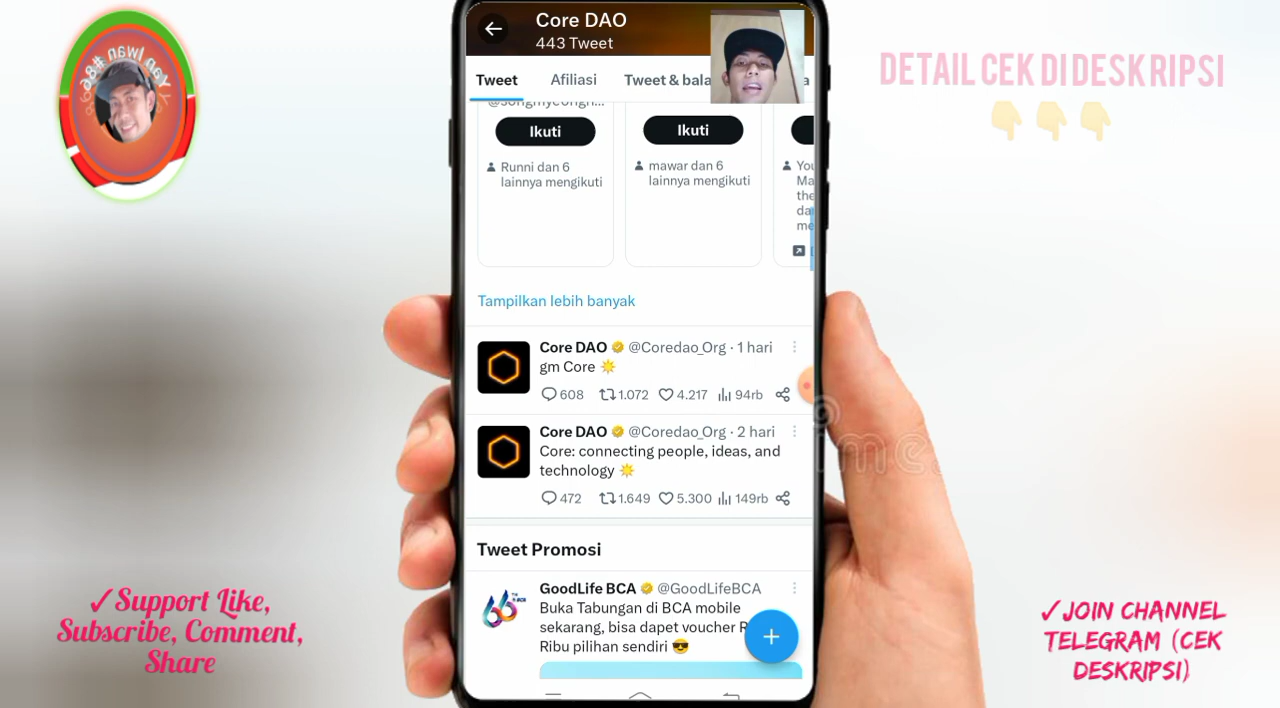 Yan Iwan #86
DETAIL CEK DI DESKRIPSI
Core DAO
443 Tweet
Tweet
Afiliasi
Tweet & bala
Ikuti
Ikuti
Runni dan 6
lainnya mengikuti
mawar dan 6
lainnya mengikuti
Tampilkan lebih banyak
Core DAO @Coredao_Org · 1 hari
gm Core ☀️
608 1.072 4.217 94rb
Core DAO @Coredao_Org · 2 hari
Core: connecting people, ideas, and
technology ☀️
472 1.649 5.300 149rb
Tweet Promosi
GoodLife BCA @GoodLifeBCA
Buka Tabungan di BCA mobile
sekarang, bisa dapet voucher
Ribu pilihan sendiri 😎
✓Support Like,
Subscribe, Comment,
Share
✓JOIN CHANNEL
TELEGRAM (CEK
DESKRIPSI)